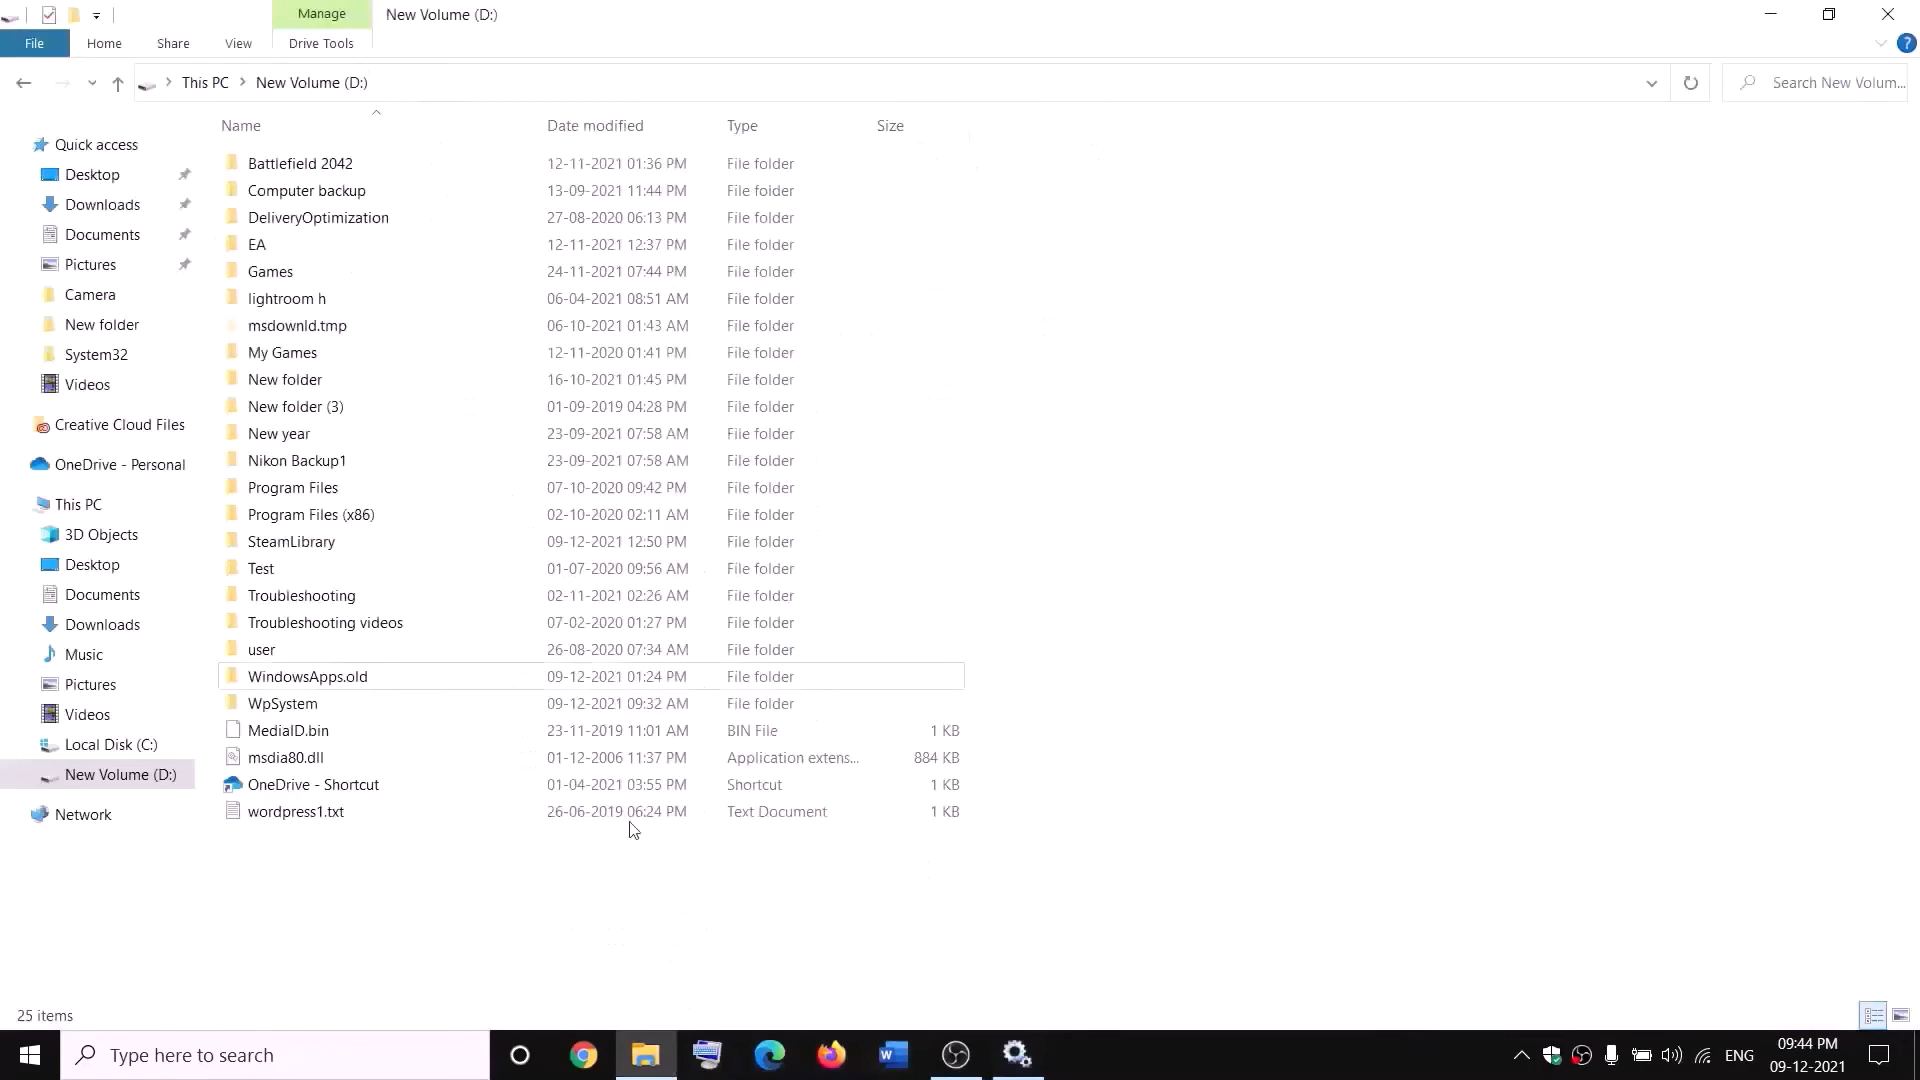 Manage
New Volume (D:)
File
Home
Share
View
Drive Tools
This PC
New Volume (D:)
Search New Volum...
Name
Date modified
Type
Size
Quick access
Desktop
Downloads
Documents
Pictures
Camera
New folder
System32
Videos
Creative Cloud Files
OneDrive - Personal
This PC
3D Objects
Desktop
Documents
Downloads
Music
Pictures
Videos
Local Disk (C:)
New Volume (D:)
Network
Battlefield 2042 12-11-2021 01:36 PM File folder
Computer backup 13-09-2021 11:44 PM File folder
DeliveryOptimization 27-08-2020 06:13 PM File folder
EA 12-11-2021 12:37 PM File folder
Games 24-11-2021 07:44 PM File folder
lightroom h 06-04-2021 08:51 AM File folder
msdownld.tmp 06-10-2021 01:43 AM File folder
My Games 12-11-2020 01:41 PM File folder
New folder 16-10-2021 01:45 PM File folder
New folder (3) 01-09-2019 04:28 PM File folder
New year 23-09-2021 07:58 AM File folder
Nikon Backup1 23-09-2021 07:58 AM File folder
Program Files 07-10-2020 09:42 PM File folder
Program Files (x86) 02-10-2020 02:11 AM File folder
SteamLibrary 09-12-2021 12:50 PM File folder
Test 01-07-2020 09:56 AM File folder
Troubleshooting 02-11-2021 02:26 AM File folder
Troubleshooting videos 07-02-2020 01:27 PM File folder
user 26-08-2020 07:34 AM File folder
WindowsApps.old 09-12-2021 01:24 PM File folder
WpSystem 09-12-2021 09:32 AM File folder
MediaID.bin 23-11-2019 11:01 AM BIN File 1 KB
msdia80.dll 01-12-2006 11:37 PM Application extens... 884 KB
OneDrive - Shortcut 01-04-2021 03:55 PM Shortcut 1 KB
wordpress1.txt 26-06-2019 06:24 PM Text Document 1 KB
25 items
Type here to search
ENG
09:44 PM
09-12-2021